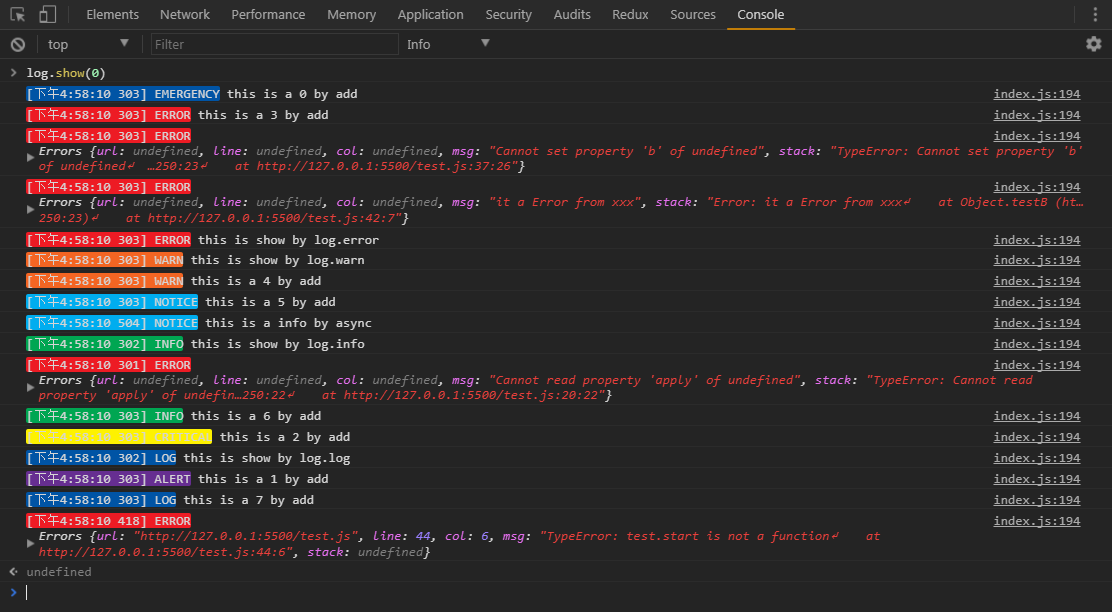 Elements Network Performance Memory Application Security Audits Redux Sources Console
top Filter Info
log.show(0)
[下午4:58:10 303] EMERGENCY this is a 0 by add index.js:194
[下午4:58:10 303] ERROR this is a 3 by add index.js:194
[下午4:58:10 303] ERROR index.js:194
Errors {url: undefined, line: undefined, col: undefined, msg: "Cannot set property 'b' of undefined", stack: "TypeError: Cannot set property 'b'
of undefined↵ …250:23↵    at http://127.0.0.1:5500/test.js:37:26"}
[下午4:58:10 303] ERROR index.js:194
Errors {url: undefined, line: undefined, col: undefined, msg: "it a Error from xxx", stack: "Error: it a Error from xxx↵    at Object.testB (ht…
250:23)↵    at http://127.0.0.1:5500/test.js:42:7"}
[下午4:58:10 303] ERROR this is show by log.error index.js:194
[下午4:58:10 303] WARN this is show by log.warn index.js:194
[下午4:58:10 303] WARN this is a 4 by add index.js:194
[下午4:58:10 303] NOTICE this is a 5 by add index.js:194
[下午4:58:10 504] NOTICE this is a info by async index.js:194
[下午4:58:10 302] INFO this is show by log.info index.js:194
[下午4:58:10 301] ERROR index.js:194
Errors {url: undefined, line: undefined, col: undefined, msg: "Cannot read property 'apply' of undefined", stack: "TypeError: Cannot read
property 'apply' of undefin…250:22↵    at http://127.0.0.1:5500/test.js:20:22"}
[下午4:58:10 303] INFO this is a 6 by add index.js:194
this is a 2 by add index.js:194
[下午4:58:10 302] LOG this is show by log.log index.js:194
[下午4:58:10 303] ALERT this is a 1 by add index.js:194
[下午4:58:10 303] LOG this is a 7 by add index.js:194
[下午4:58:10 418] ERROR index.js:194
Errors {url: "http://127.0.0.1:5500/test.js", line: 44, col: 6, msg: "TypeError: test.start is not a function↵    at
http://127.0.0.1:5500/test.js:44:6", stack: undefined}
undefined